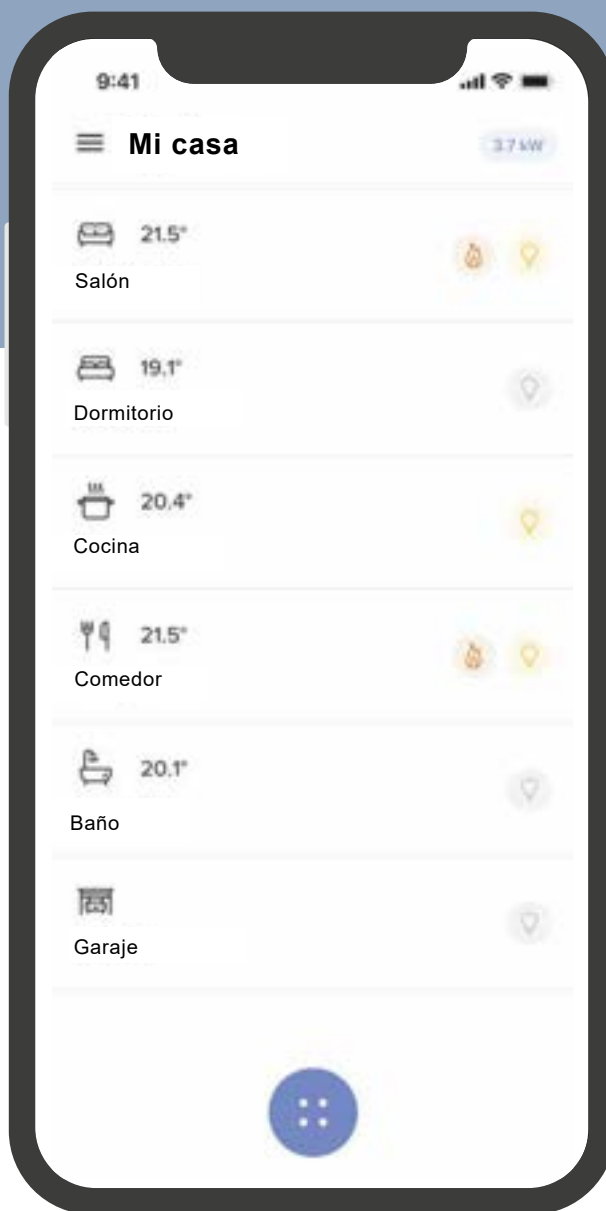 9:41
Mi casa
3.7 kW
21.5°
Salón
19.1°
Dormitorio
20.4°
Cocina
21.5°
Comedor
20.1°
Baño
Garaje